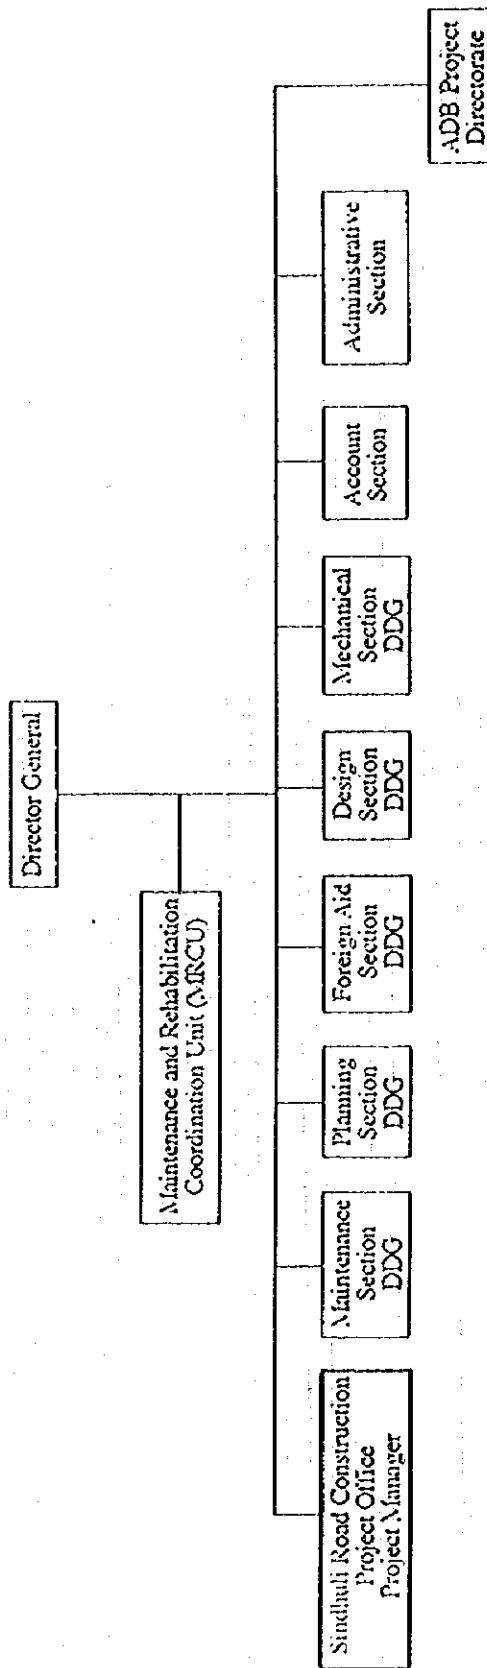 Director General
Maintenance and Rehabilitation
Coordination Unit (MRCU)
Sindhuli Road Construction
Project Office
Project Manager
Maintenance
Section
DDG
Planning
Section
DDG
Foreign Aid
Section
DDG
Design
Section
DDG
Mechanical
Section
DDG
Account
Section
Administrative
Section
ADB Project
Directorate